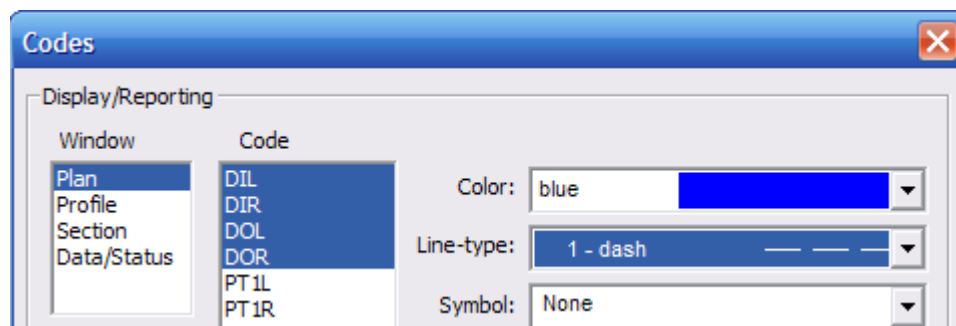 Codes
Display/Reporting
Window
Code
Plan
Profile
Section
Data/Status
DIL
DIR
DOL
DOR
PT1L
PT1R
Color: blue
Line-type: 1 - dash
Symbol: None